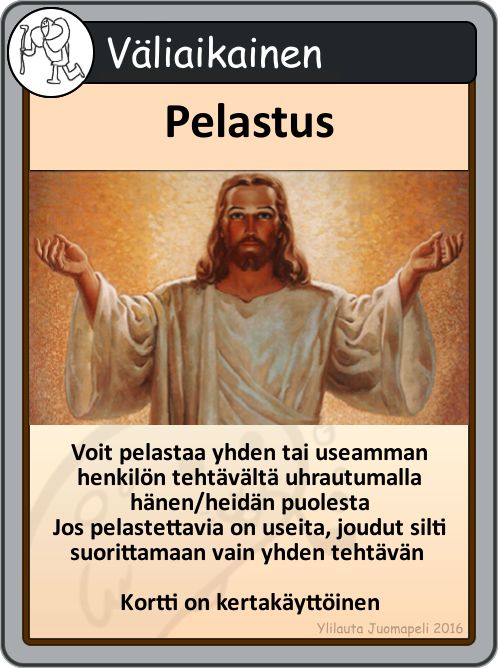 Väliaikainen
Pelastus
Voit pelastaa yhden tai useamman
henkilön tehtävältä uhrautumalla
hänen/heidän puolesta
Jos pelastettavia on useita, joudut silti
suorittamaan vain yhden tehtävän
Kortti on kertakäyttöinen
Ylilauta Juomapeli 2016